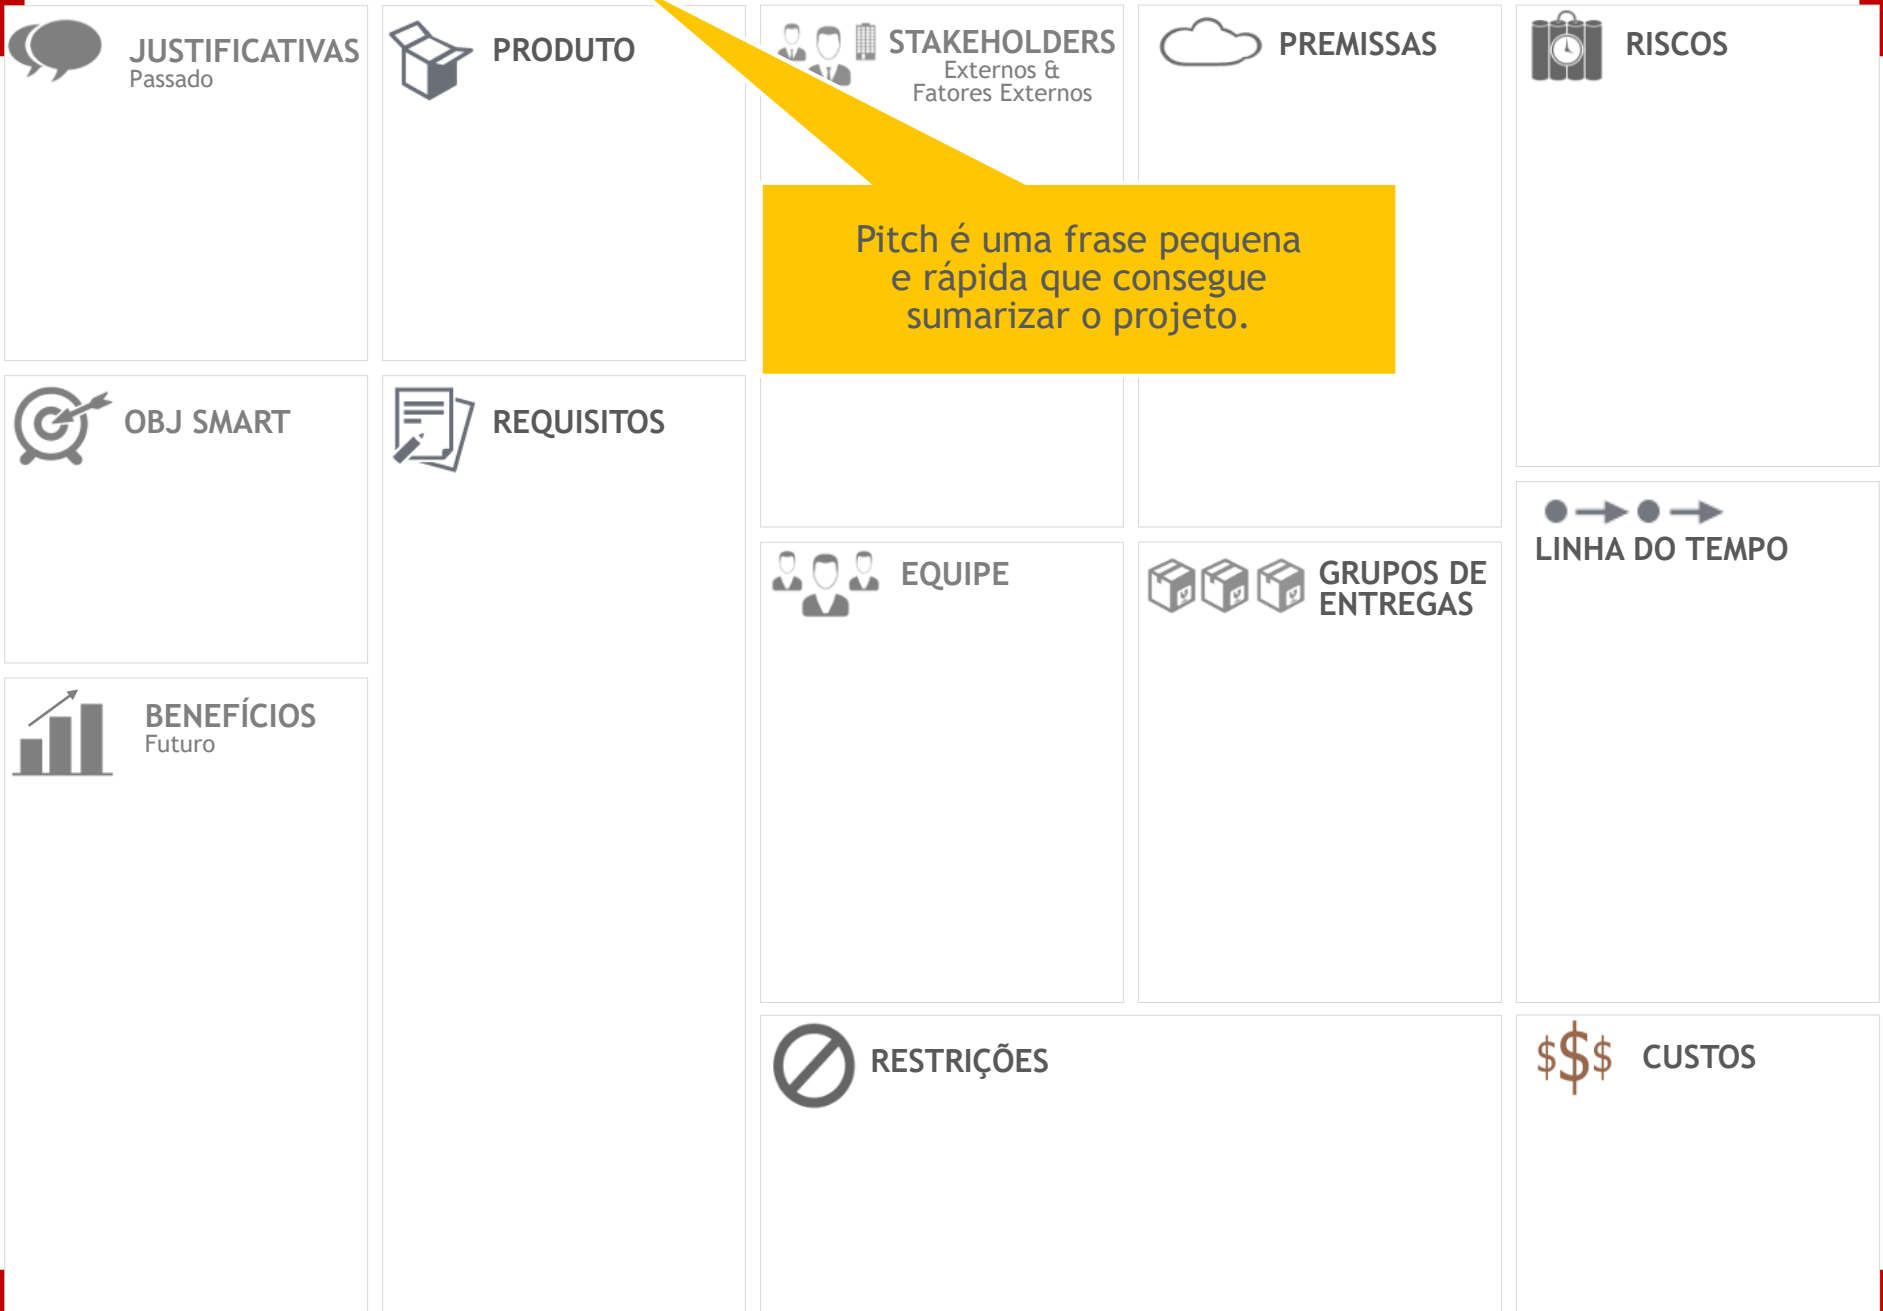 JUSTIFICATIVAS
Passado
PRODUTO
STAKEHOLDERS
Externos &
Fatores Externos
PREMISSAS
RISCOS
Pitch é uma frase pequena
e rápida que consegue
sumarizar o projeto.
OBJ SMART
REQUISITOS
LINHA DO TEMPO
EQUIPE
GRUPOS DE
ENTREGAS
BENEFÍCIOS
Futuro
RESTRIÇÕES
$$$ CUSTOS